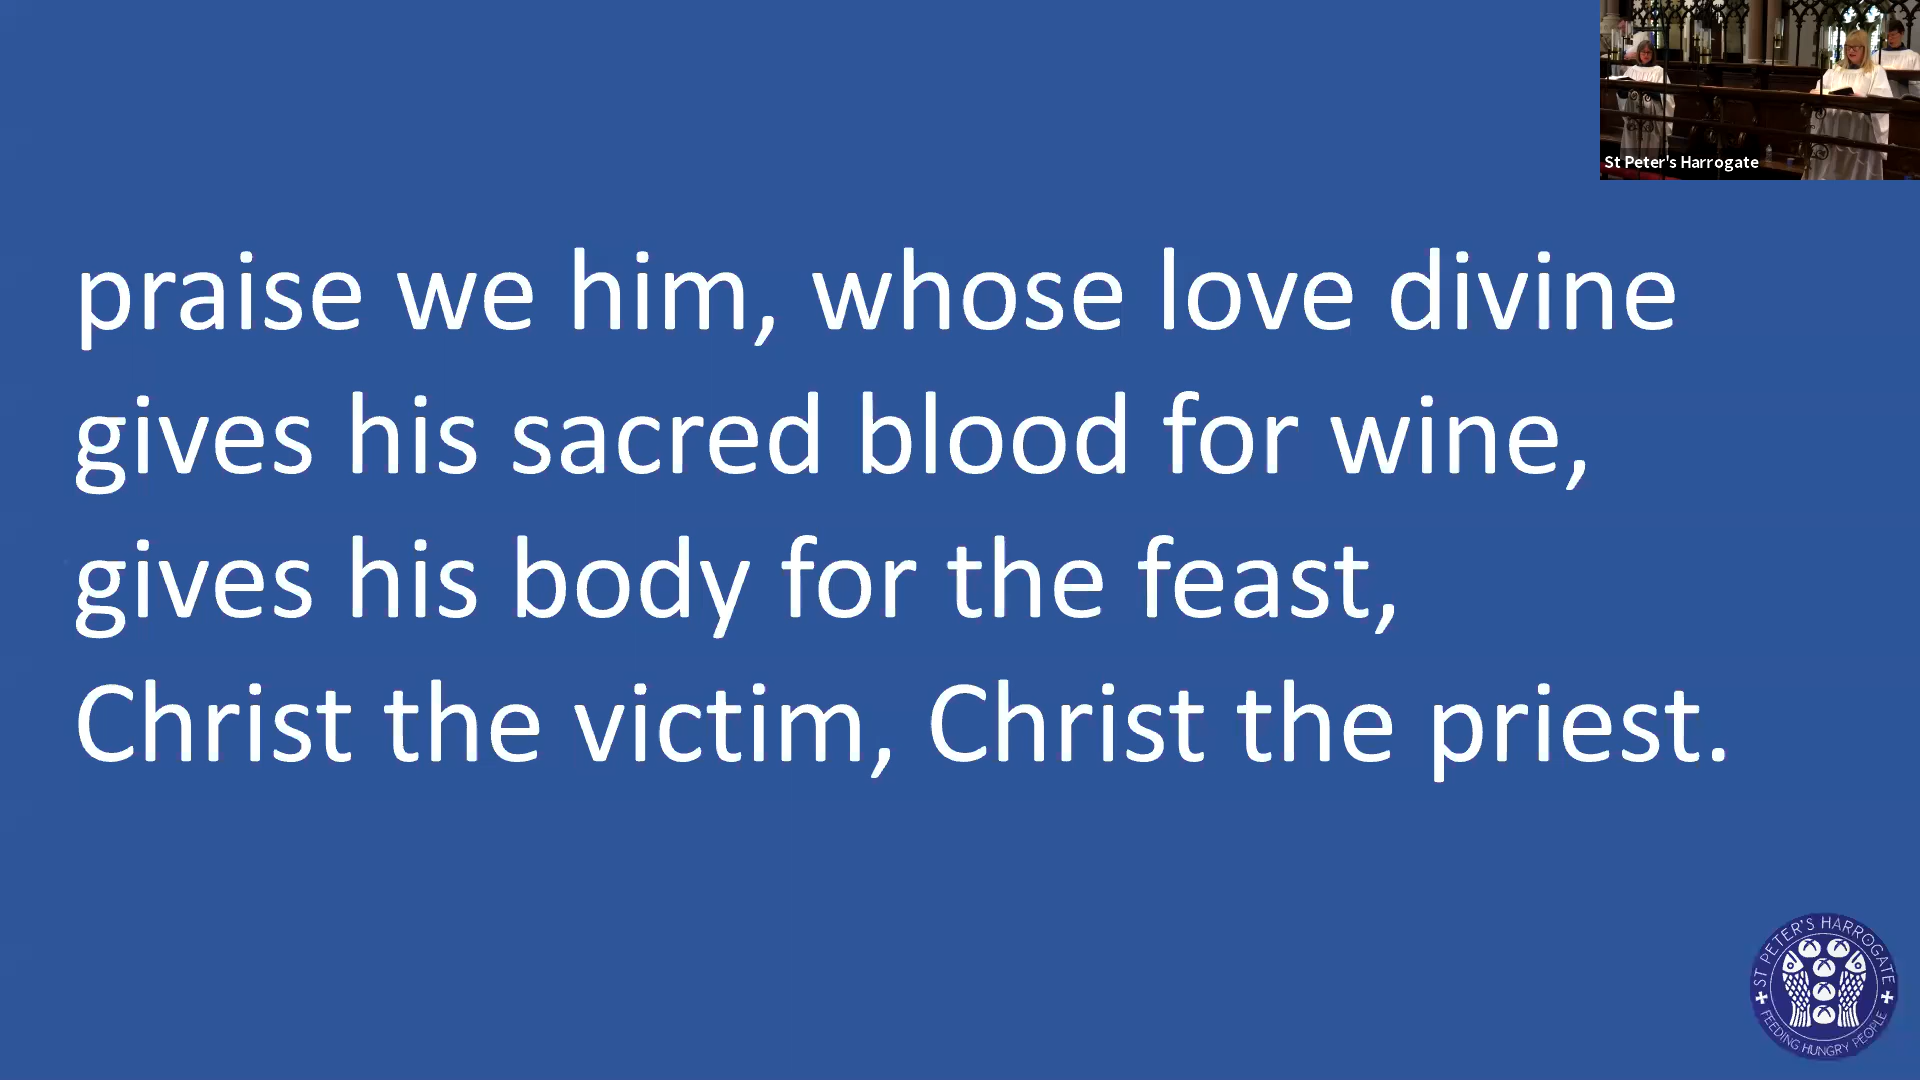 St Peter's Harrogate
praise we him, whose love divine
gives his sacred blood for wine,
gives his body for the feast,
Christ the victim, Christ the priest.
ST PETER'S HARROGATE
FEEDING HUNGRY PEOPLE